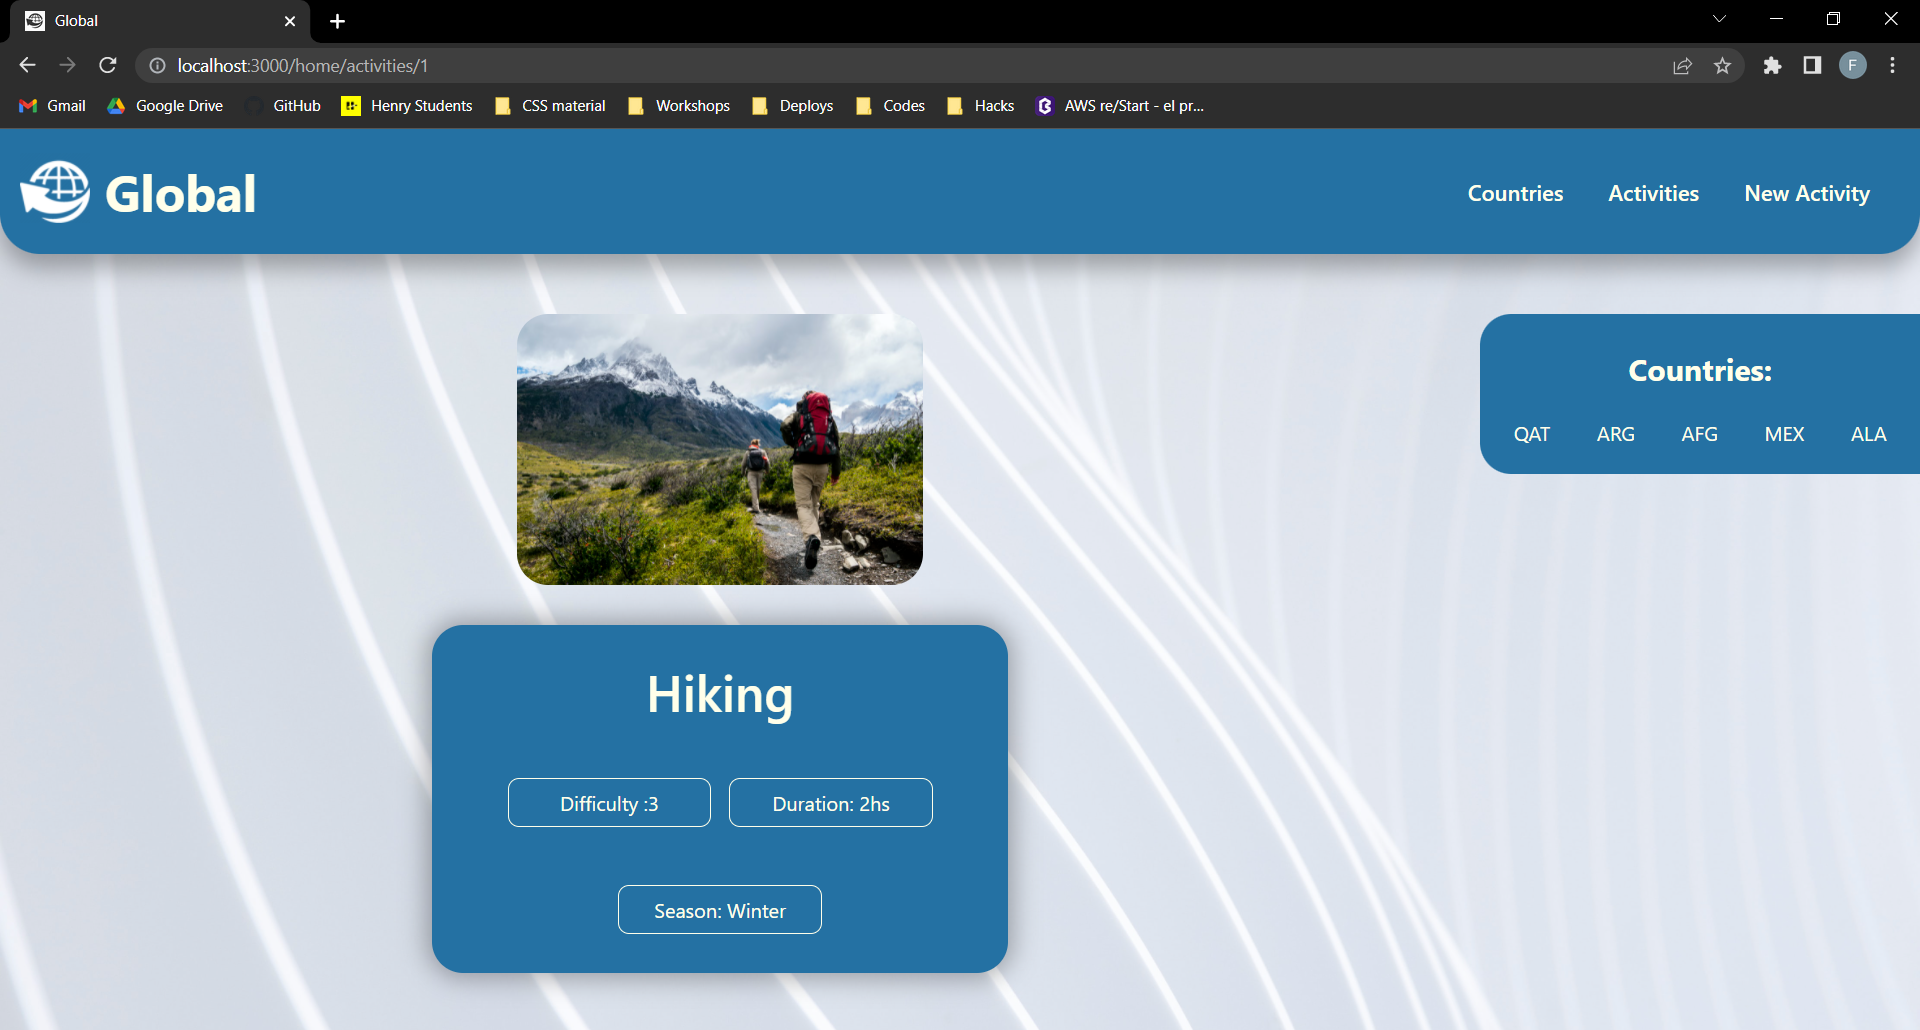 Global
localhost:3000/home/activities/1
F
Gmail Google Drive GitHub Henry Students CSS material Workshops Deploys Codes Hacks AWS re/Start - el pr...
Global
Countries Activities New Activity
Countries:
QAT ARG AFG MEX ALA
Hiking
Difficulty :3 Duration: 2hs
Season: Winter